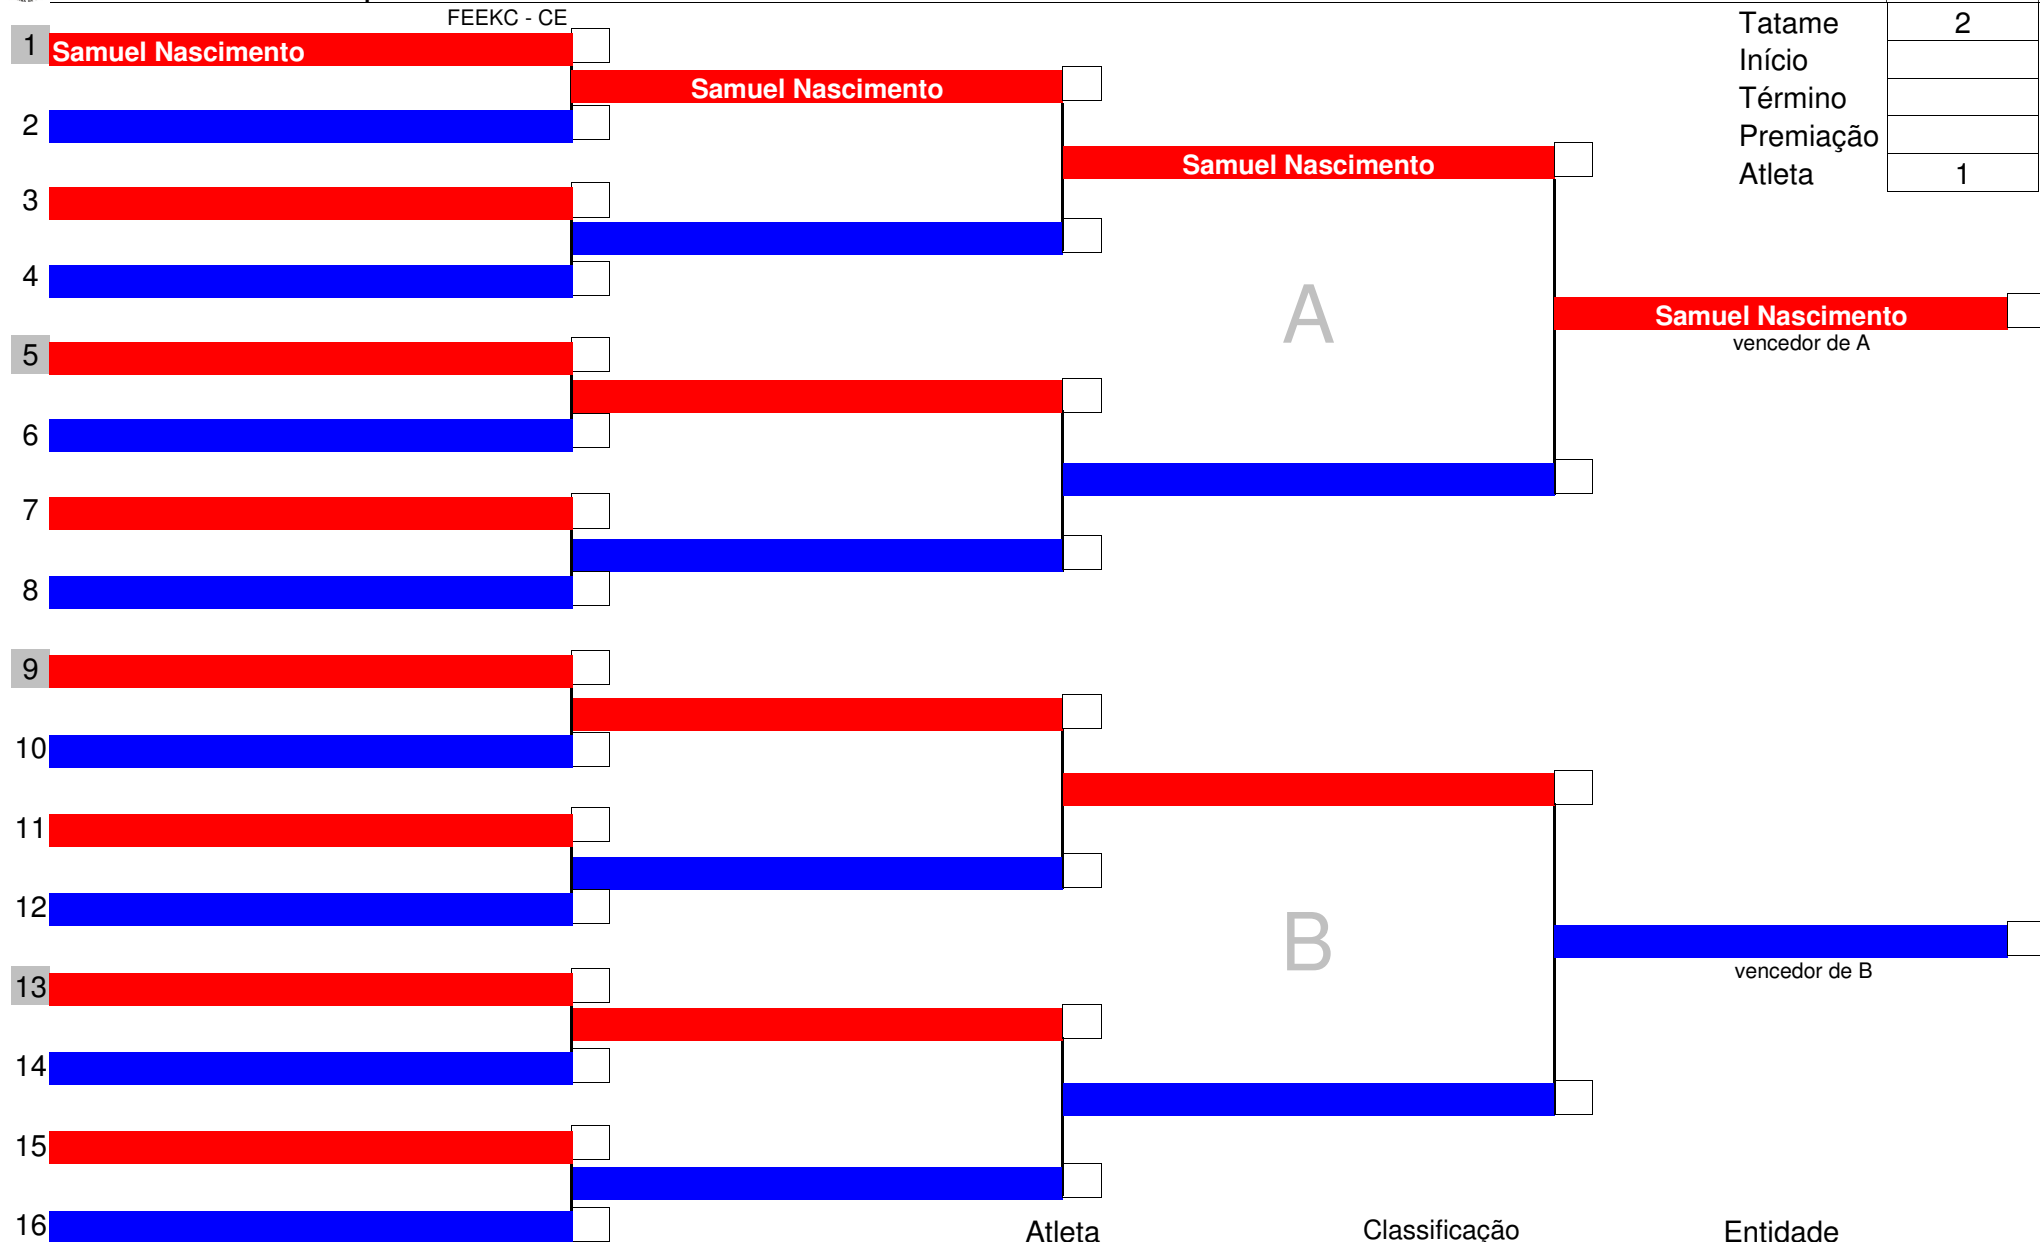 FEEKC - CE
Tatame 2
1 Samuel Nascimento
Início
Samuel Nascimento
Término
2
Premiação
Samuel Nascimento
Atleta 1
3
4
A
Samuel Nascimento
vencedor de A
5
6
7
8
9
10
11
12
B
vencedor de B
13
14
15
16
Atleta Classificação Entidade